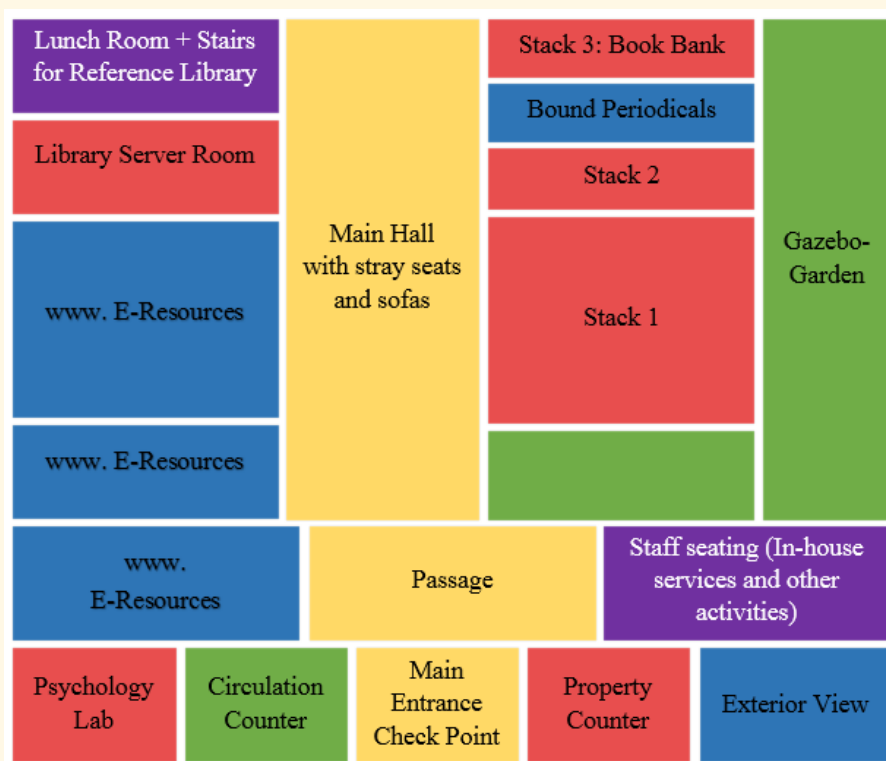 Lunch Room + Stairs
for Reference Library
Library Server Room
www. E-Resources
www. E-Resources
www.
E-Resources
Main Hall
with stray seats
and sofas
Stack 3: Book Bank
Bound Periodicals
Stack 2
Stack 1
Gazebo-
Garden
Passage
Staff seating (In-house
services and other
activities)
Psychology
Lab
Circulation
Counter
Main
Entrance
Check Point
Property
Counter
Exterior View